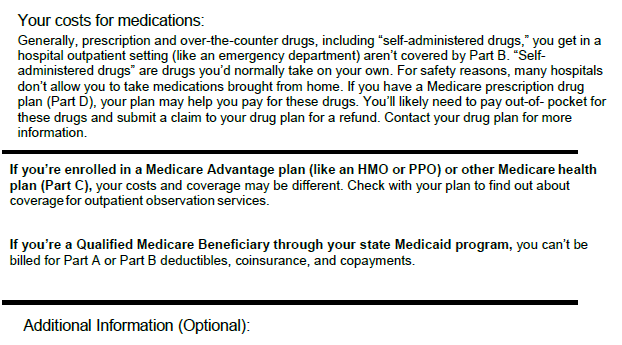 Your costs for medications:
Generally, prescription and over-the-counter drugs, including “self-administered drugs,” you get in a
hospital outpatient setting (like an emergency department) aren’t covered by Part B. “Self-
administered drugs” are drugs you’d normally take on your own. For safety reasons, many hospitals
don’t allow you to take medications brought from home. If you have a Medicare prescription drug
plan (Part D), your plan may help you pay for these drugs. You’ll likely need to pay out-of- pocket for
these drugs and submit a claim to your drug plan for a refund. Contact your drug plan for more
information.
If you’re enrolled in a Medicare Advantage plan (like an HMO or PPO) or other Medicare health
plan (Part C), your costs and coverage may be different. Check with your plan to find out about
coverage for outpatient observation services.
If you’re a Qualified Medicare Beneficiary through your state Medicaid program, you can’t be
billed for Part A or Part B deductibles, coinsurance, and copayments.
Additional Information (Optional):